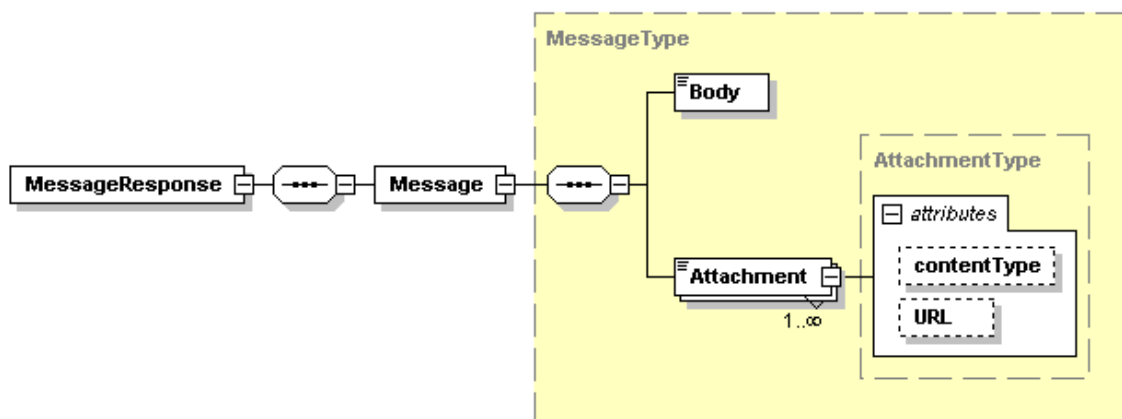 MessageType
Body
AttachmentType
MessageResponse
Message
attributes
contentType
Attachment
URL
1..∞